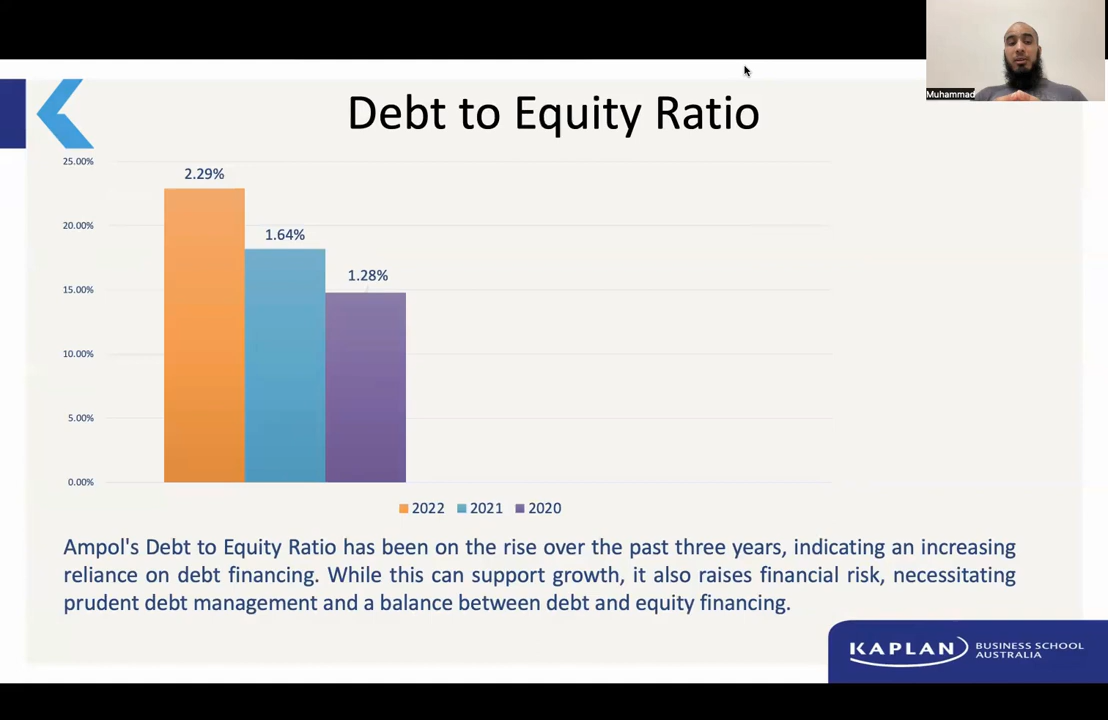 Muhammad
Debt to Equity Ratio
25.00%
20.00%
15.00%
10.00%
5.00%
0.00%
2.29%
1.64%
1.28%
2022 2021 2020
Ampol's Debt to Equity Ratio has been on the rise over the past three years, indicating an increasing
reliance on debt financing. While this can support growth, it also raises financial risk, necessitating
prudent debt management and a balance between debt and equity financing.
KAPLAN BUSINESS SCHOOL
AUSTRALIA